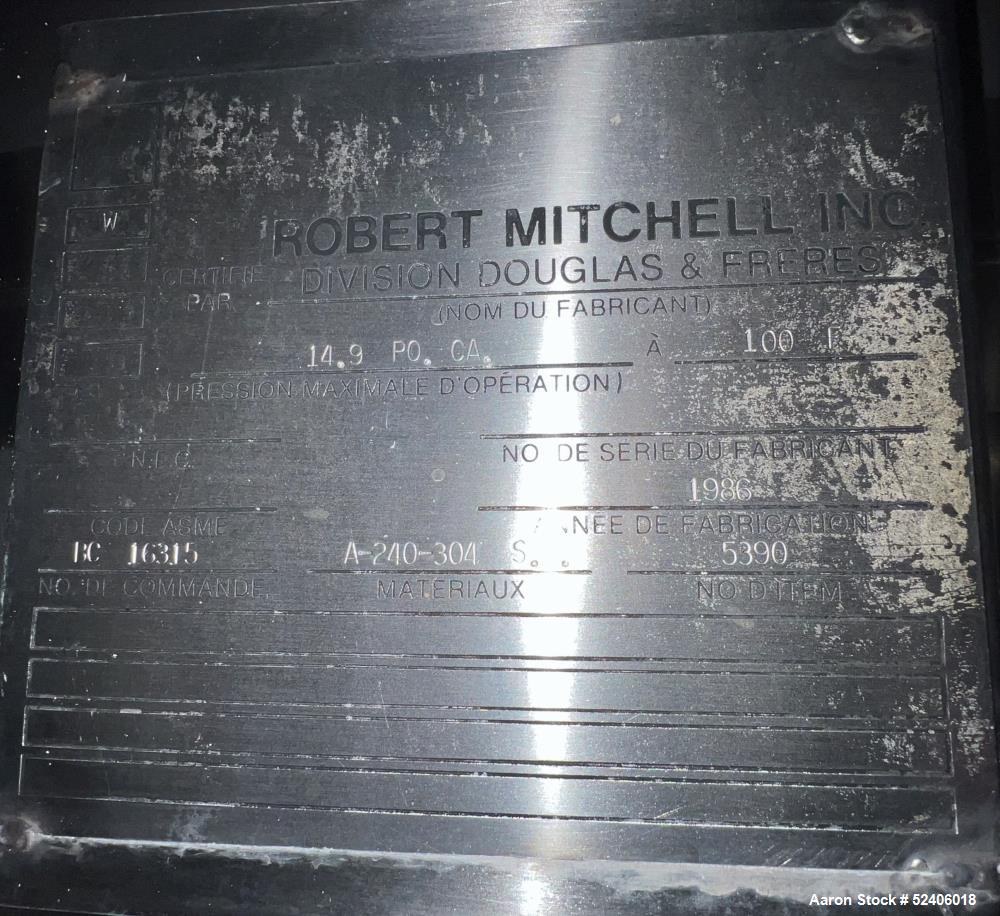 W
ROBERT MITCHELL INC
CERTIFIÉ DIVISION DOUGLAS & FRERES
PAR
(NOM DU FABRICANT)
14.9 PO. CA. À 100 F
(PRESSION MAXIMALE D'OPÉRATION)
N.E.C.
NO DE SERIE DU FABRICANT
1986
CODE ASME
ANNÉE DE FABRICATION
BC 16315 A-240-304 S. . 5390
NO. DE COMMANDE MATERIAUX NO D'ITEM
Aaron Stock # 52406018